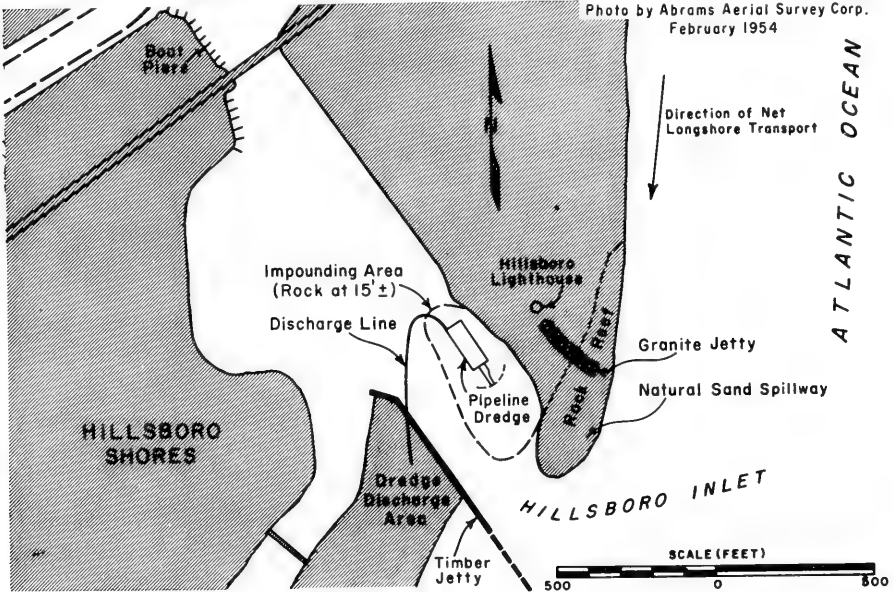 Photo by Abrams Aerial Survey Corp.
February 1954
Boat
Piers
N
Direction of Net
Longshore Transport
ATLANTIC OCEAN
Impounding Area
(Rock at 15'±)
Hillsboro
Lighthouse
Discharge Line
Rock Reef
Granite Jetty
Natural Sand Spillway
Pipeline
Dredge
HILLSBORO
SHORES
Dredge
Discharge
Area
HILLSBORO INLET
Timber
Jetty
SCALE (FEET)
500 0 500